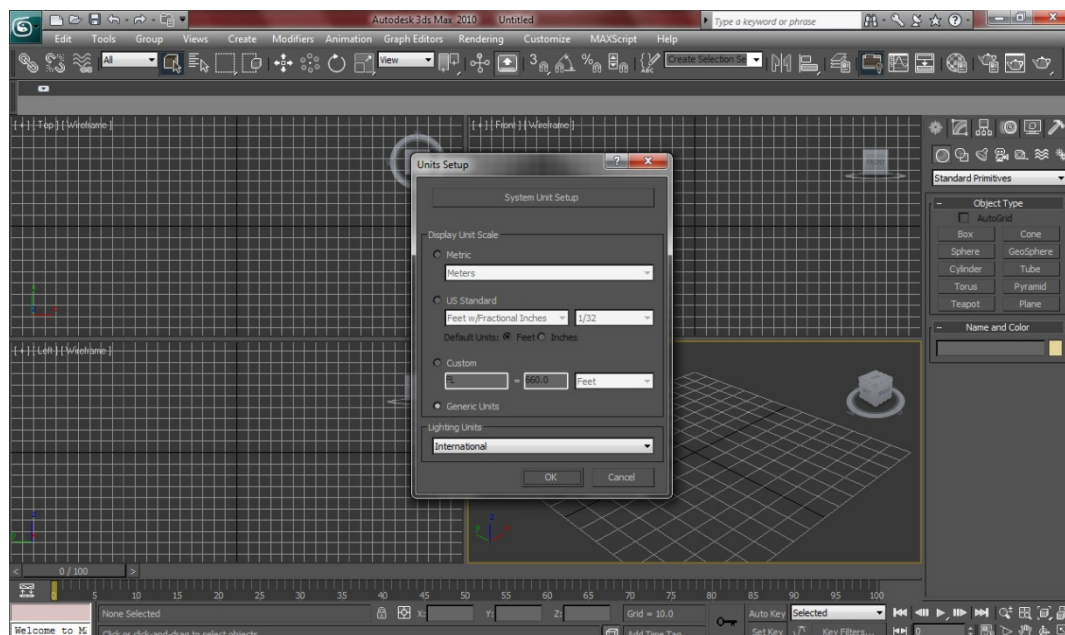 Autodesk 3ds Max 2010 Untitled
Type a keyword or phrase
Edit Tools Group Views Create Modifiers Animation Graph Editors Rendering Customize MAXScript Help
All
View
3
Create Selection Se
[ + ] [ Top ] [ Wireframe ]
[ + ] [ Front ] [ Wireframe ]
FRONT
Standard Primitives
Object Type
AutoGrid
Box Cone
Sphere GeoSphere
Cylinder Tube
Torus Pyramid
Teapot Plane
Name and Color
Units Setup
System Unit Setup
Display Unit Scale
Metric
Meters
US Standard
Feet w/Fractional Inches 1/32
Default Units: Feet Inches
Custom
FL = 660.0 Feet
Generic Units
Lighting Units
International
OK Cancel
[ + ] [ Left ] [ Wireframe ]
z
z
y
< 0 / 100 >
0 5 10 15 20 25 30 35 40 45 50 55 60 65 70 75 80 85 90 95 100
None Selected X: Y: Z: Grid = 10.0 Auto Key Selected
Welcome to M Click or click-and-drag to select objects Add Time Tag Set Key Key Filters... 0